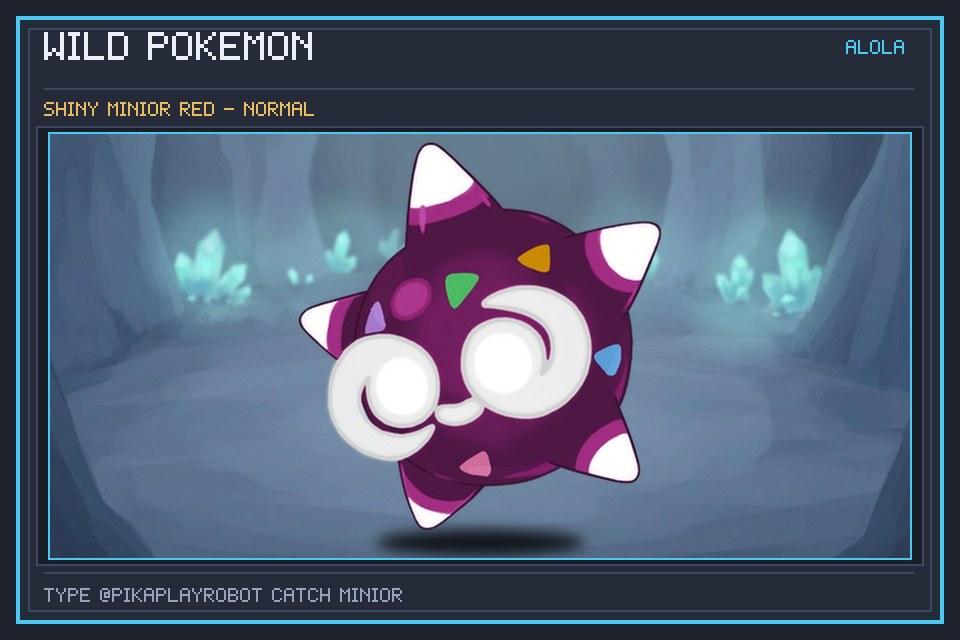 WILD POKEMON
ALOLA
SHINY MINIOR RED - NORMAL
TYPE @PIKAPLAYROBOT CATCH MINIOR